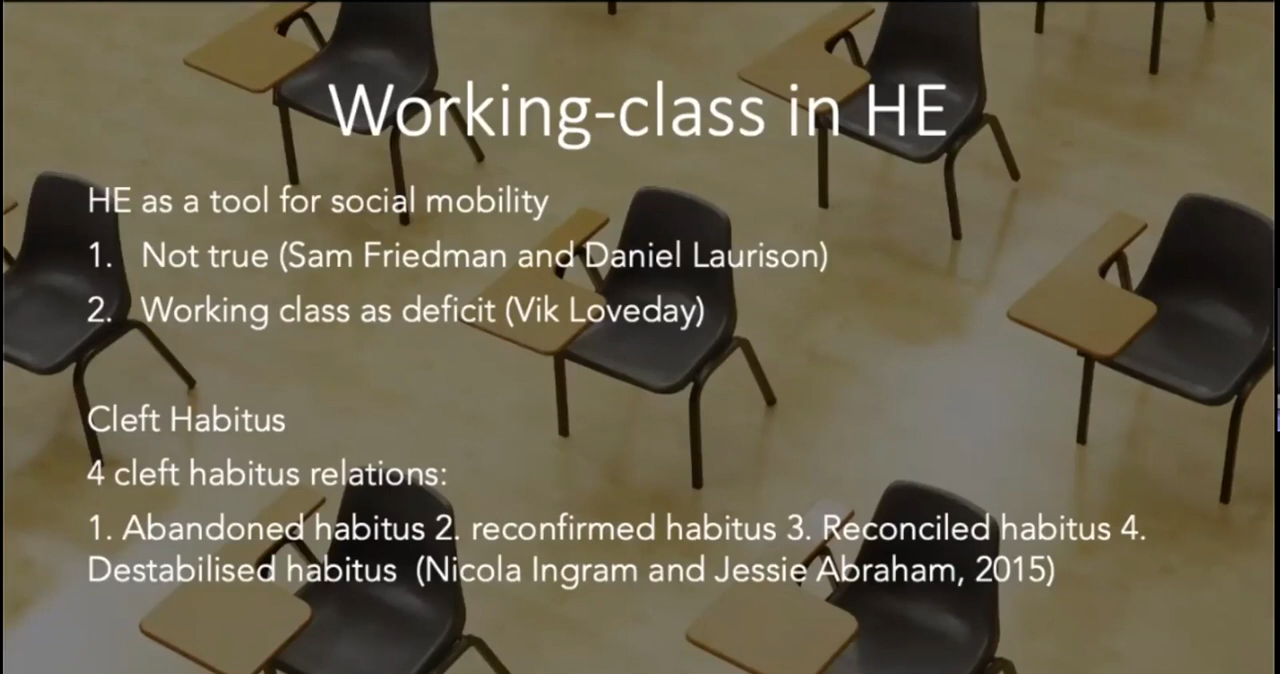 Working-class in HE
HE as a tool for social mobility
1. Not true (Sam Friedman and Daniel Laurison)
2. Working class as deficit (Vik Loveday)
Cleft Habitus
4 cleft habitus relations:
1. Abandoned habitus 2. reconfirmed habitus 3. Reconciled habitus 4.
Destabilised habitus (Nicola Ingram and Jessie Abraham, 2015)